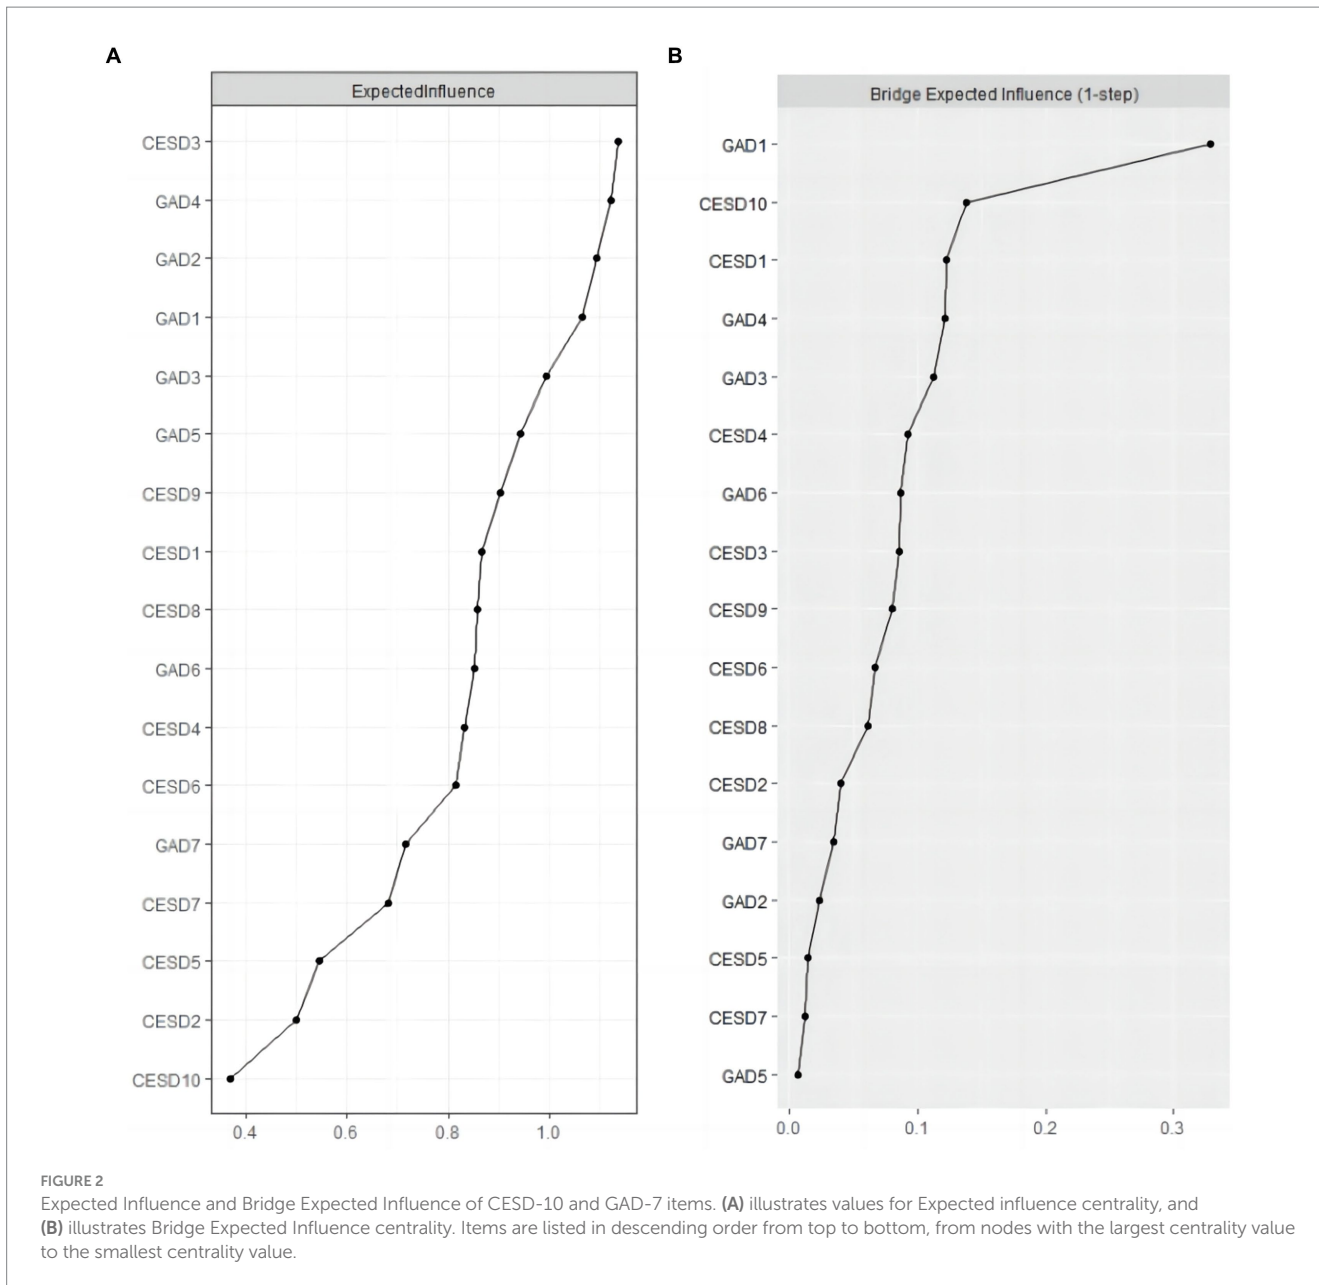 A
ExpectedInfluence
CESD3
GAD4
GAD2
GAD1
GAD3
GAD5
CESD9
CESD1
CESD8
GAD6
CESD4
CESD6
GAD7
CESD7
CESD5
CESD2
CESD10
0.4 0.6 0.8 1.0
B
Bridge Expected Influence (1-step)
GAD1
CESD10
CESD1
GAD4
GAD3
CESD4
GAD6
CESD3
CESD9
CESD6
CESD8
CESD2
GAD7
GAD2
CESD5
CESD7
GAD5
0.0 0.1 0.2 0.3
FIGURE 2
Expected Influence and Bridge Expected Influence of CESD-10 and GAD-7 items. (A) illustrates values for Expected influence centrality, and
(B) illustrates Bridge Expected Influence centrality. Items are listed in descending order from top to bottom, from nodes with the largest centrality value
to the smallest centrality value.